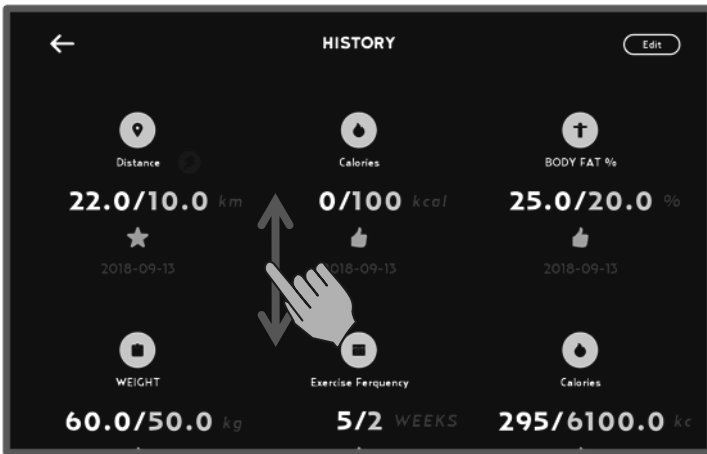 HISTORY Edit
Distance Calories BODY FAT %
22.0/10.0 km 0/100 kcal 25.0/20.0 %
2018-09-13 2018-09-13 2018-09-13
WEIGHT Exercise Ferquency Calories
60.0/50.0 kg 5/2 WEEKS 295/6100.0 kc